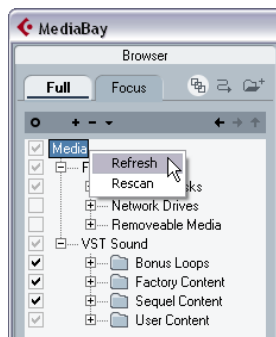 MediaBay
Browser
Full Focus
Media
F
Refresh
sks
Rescan
Network Drives
Removeable Media
VST Sound
Bonus Loops
Factory Content
Sequel Content
User Content